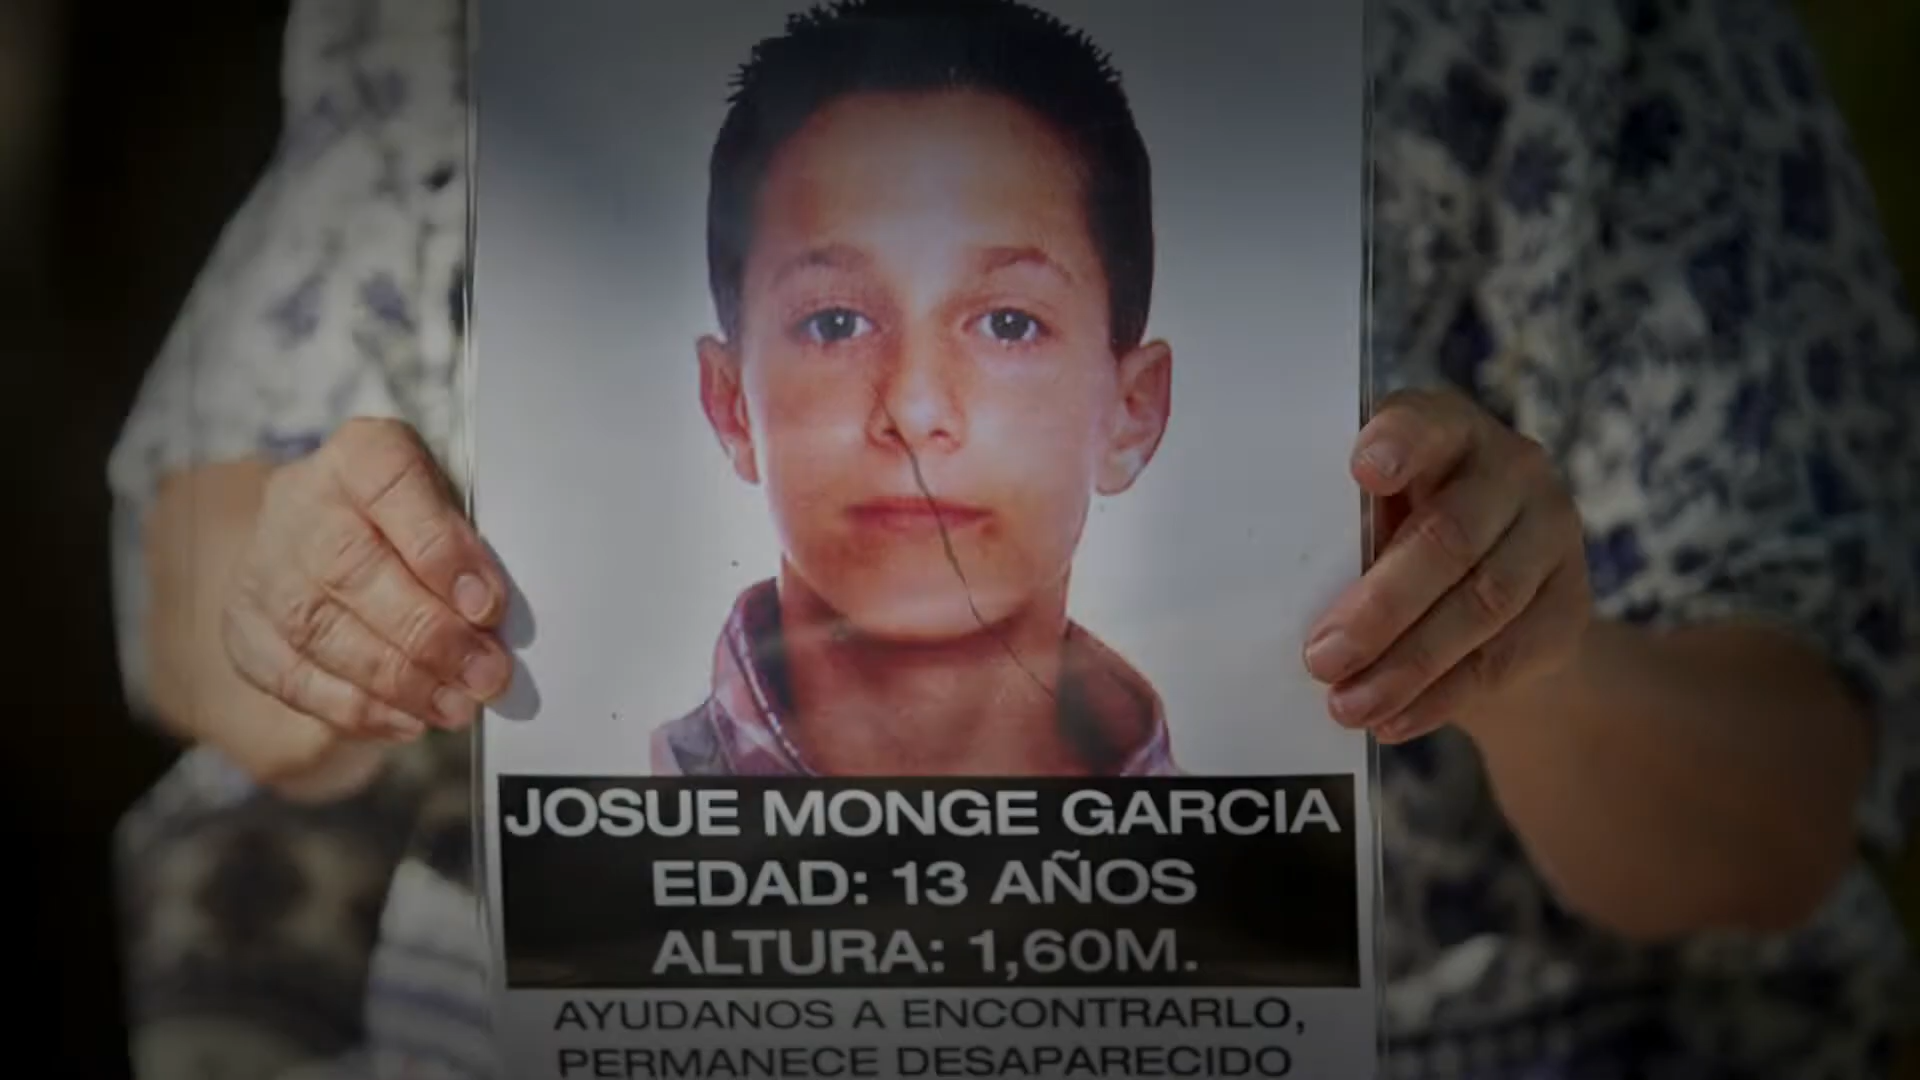 JOSUE MONGE GARCIA
EDAD: 13 AÑOS
ALTURA: 1,60M.
AYUDANOS A ENCONTRARLO,
PERMANECE DESAPARECIDO